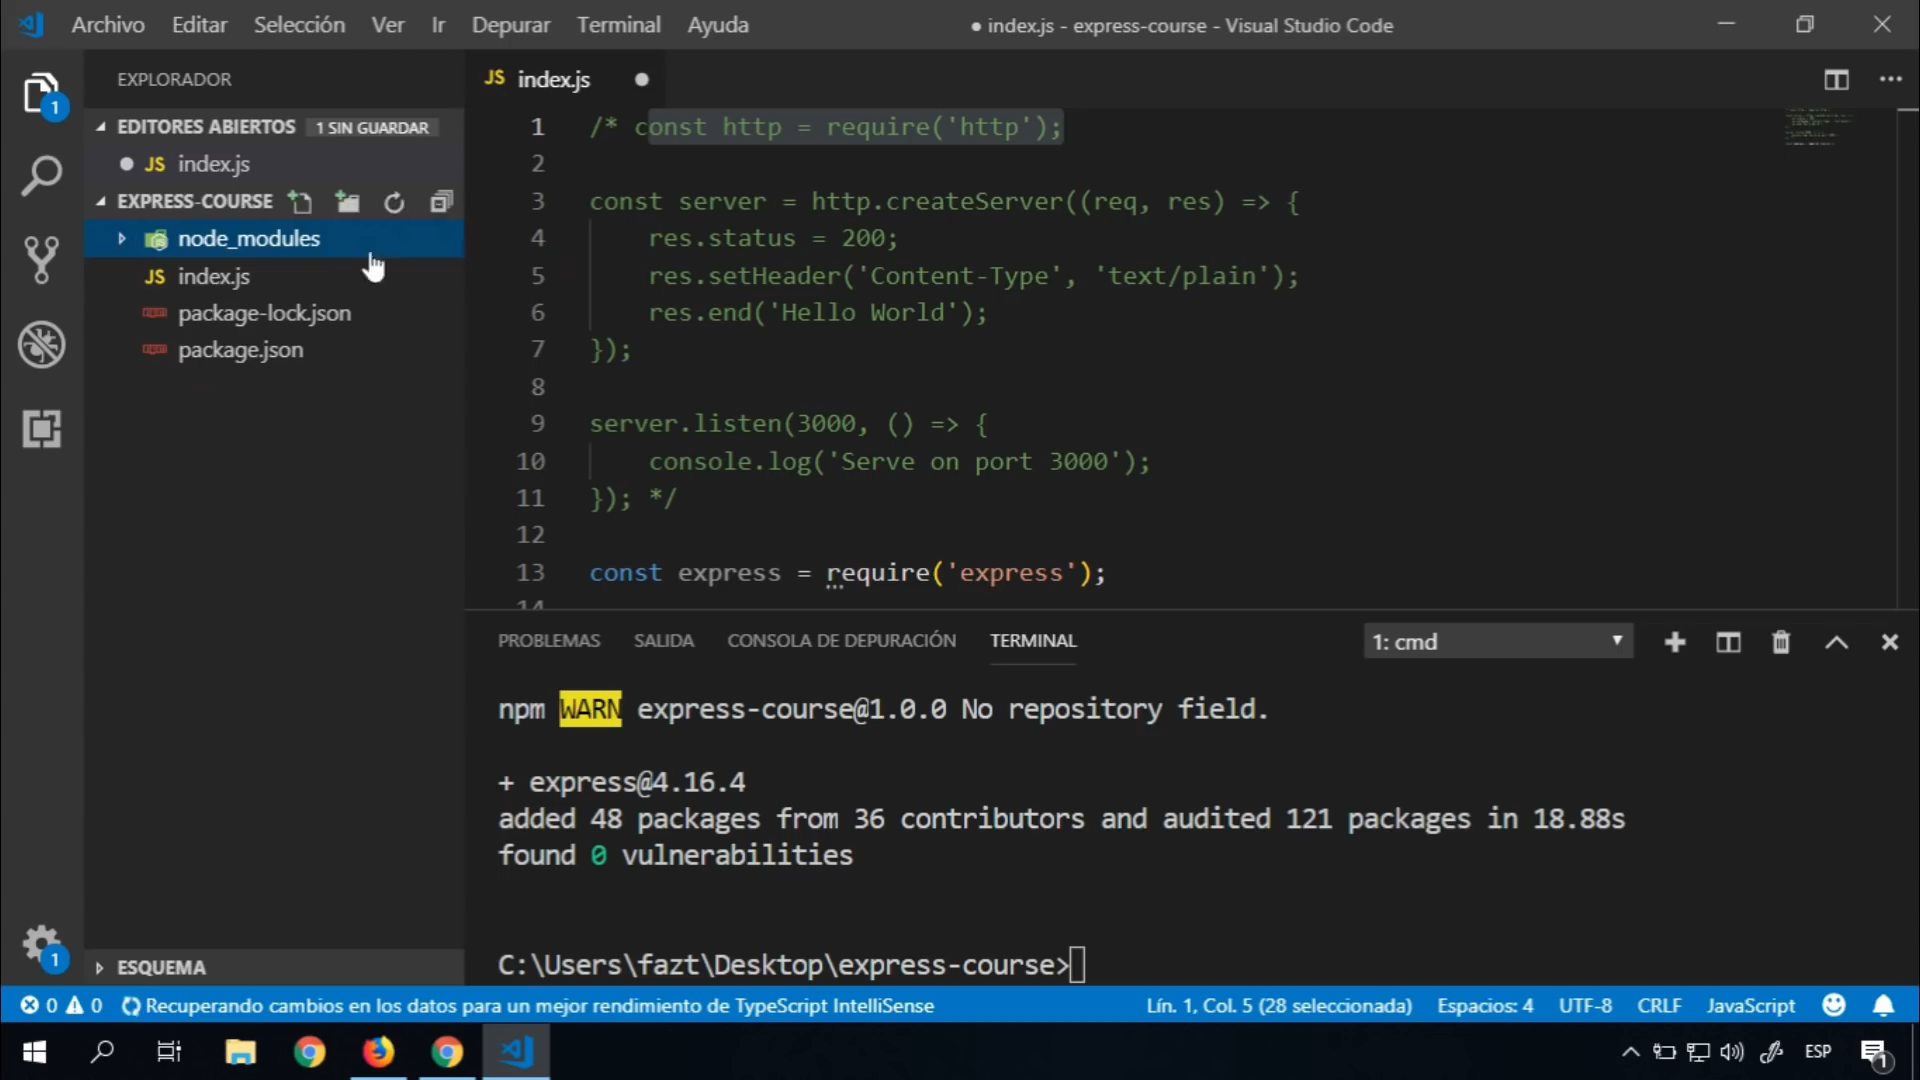 Archivo Editar Selección Ver Ir Depurar Terminal Ayuda
● index.js - express-course - Visual Studio Code
EXPLORADOR
1
EDITORES ABIERTOS 1 SIN GUARDAR
JS index.js
EXPRESS-COURSE
node_modules
JS index.js
package-lock.json
package.json
ESQUEMA
1
JS index.js
1 /* const http = require('http');
2
3 const server = http.createServer((req, res) => {
4 res.status = 200;
5 res.setHeader('Content-Type', 'text/plain');
6 res.end('Hello World');
7 });
8
9 server.listen(3000, () => {
10 console.log('Serve on port 3000');
11 }); */
12
13 const express = require('express');
14
PROBLEMAS SALIDA CONSOLA DE DEPURACIÓN TERMINAL 1: cmd
npm WARN express-course@1.0.0 No repository field.
+ express@4.16.4
added 48 packages from 36 contributors and audited 121 packages in 18.88s
found 0 vulnerabilities
C:\Users\fazt\Desktop\express-course>
0 0 Recuperando cambios en los datos para un mejor rendimiento de TypeScript IntelliSense Lín. 1, Col. 5 (28 seleccionada) Espacios: 4 UTF-8 CRLF JavaScript
ESP 1